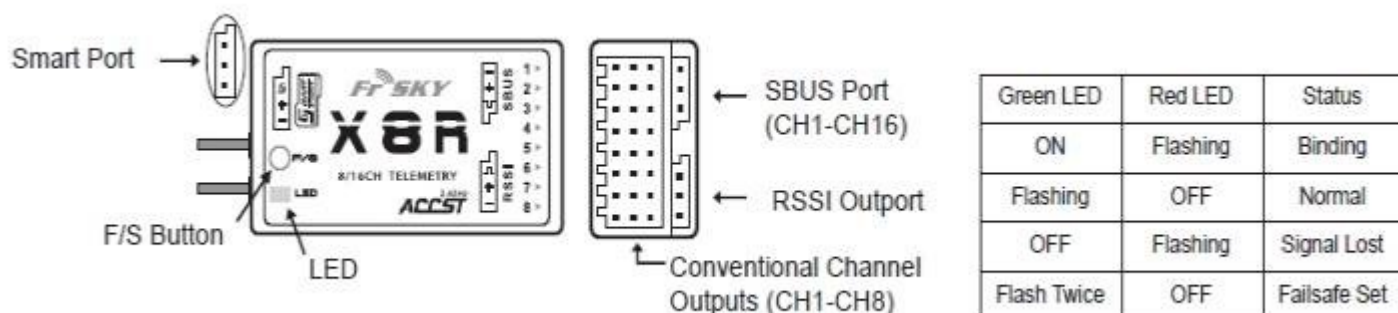 Smart Port
FrSKY
X8R
8/16CH TELEMETRY
2.4GHz
ACCST
F/S
LED
SBUS
RSSI
1
2
3
4
5
6
7
8
F/S Button
LED
SBUS Port
(CH1-CH16)
RSSI Outport
Conventional Channel
Outputs (CH1-CH8)
Green LED Red LED Status
ON Flashing Binding
Flashing OFF Normal
OFF Flashing Signal Lost
Flash Twice OFF Failsafe Set